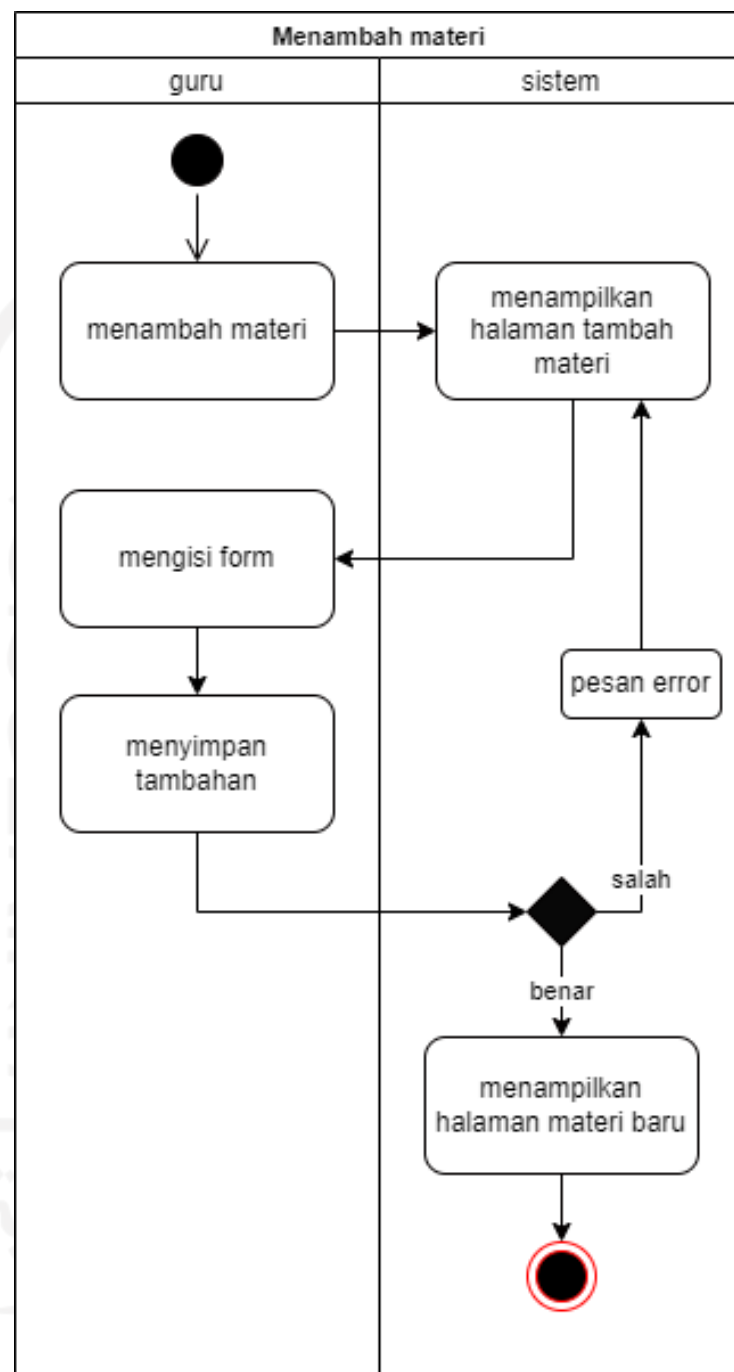 Menambah materi
guru
sistem
menambah materi
menampilkan
halaman tambah
materi
mengisi form
pesan error
menyimpan
tambahan
salah
benar
menampilkan
halaman materi baru